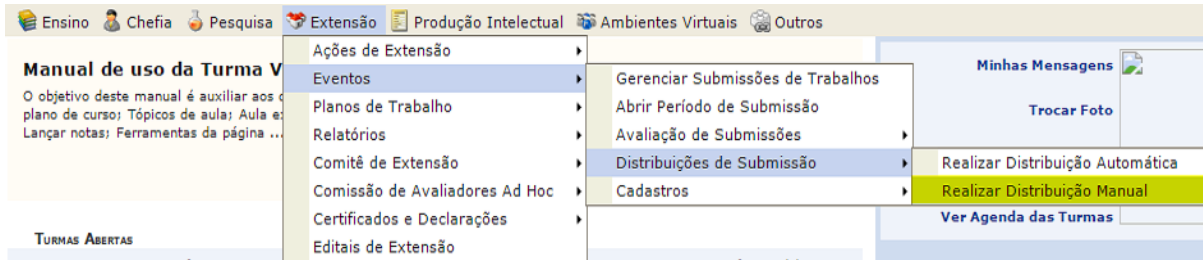 Ensino Chefia Pesquisa Extensão Produção Intelectual Ambientes Virtuais Outros
Manual de uso da Turma V
O objetivo deste manual é auxiliar aos
plano de curso; Tópicos de aula; Aula e
Lançar notas; Ferramentas da página ...
TURMAS ABERTAS
Ações de Extensão
Eventos
Planos de Trabalho
Relatórios
Comitê de Extensão
Comissão de Avaliadores Ad Hoc
Certificados e Declarações
Editais de Extensão
Gerenciar Submissões de Trabalhos
Abrir Período de Submissão
Avaliação de Submissões
Distribuições de Submissão
Cadastros
Realizar Distribuição Automática
Realizar Distribuição Manual
Minhas Mensagens
Trocar Foto
Ver Agenda das Turmas